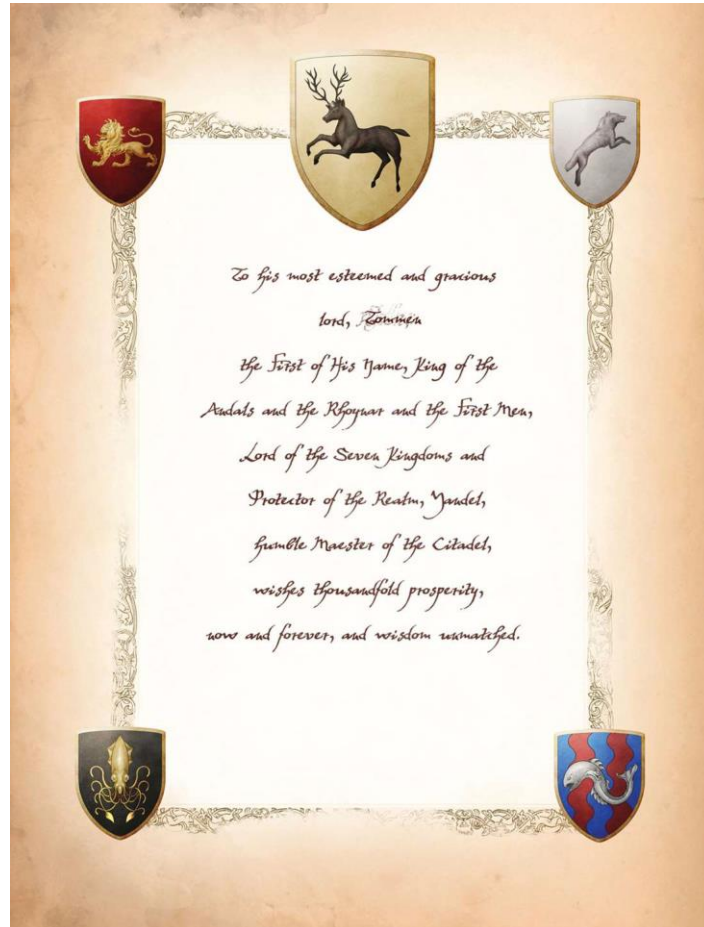 To his most esteemed and gracious
lord, Tommen
the First of His Name, King of the
Andals and the Rhoynar and the First Men,
Lord of the Seven Kingdoms and
Protector of the Realm, Yandel,
humble Maester of the Citadel,
wishes thousandfold prosperity,
now and forever, and wisdom unmatched.